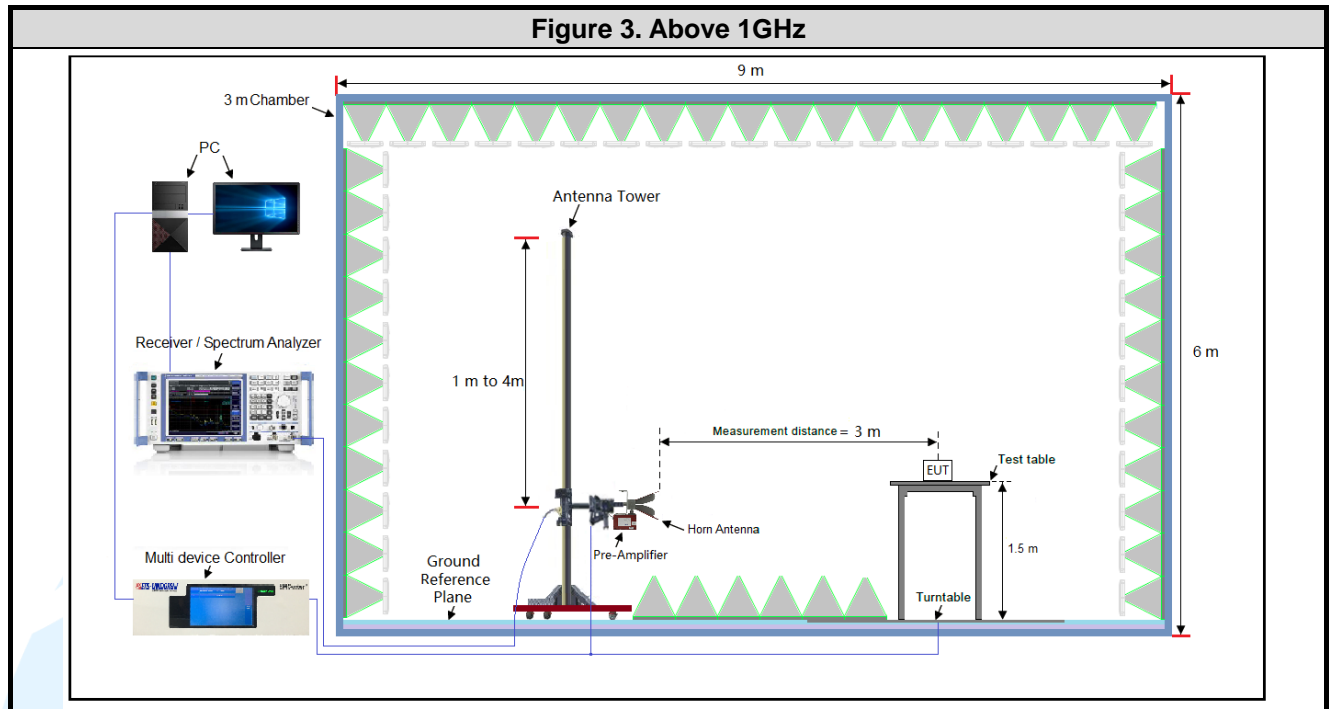 Figure 3. Above 1GHz
9 m
3 m Chamber
PC
Antenna Tower
Receiver / Spectrum Analyzer
1 m to 4m
6 m
Measurement distance = 3 m
Test table
EUT
Horn Antenna
Pre-Amplifier
1.5 m
Multi device Controller
Ground
Reference
Plane
Turntable